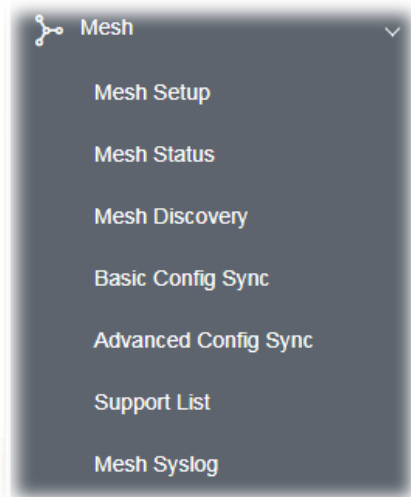 Mesh
Mesh Setup
Mesh Status
Mesh Discovery
Basic Config Sync
Advanced Config Sync
Support List
Mesh Syslog